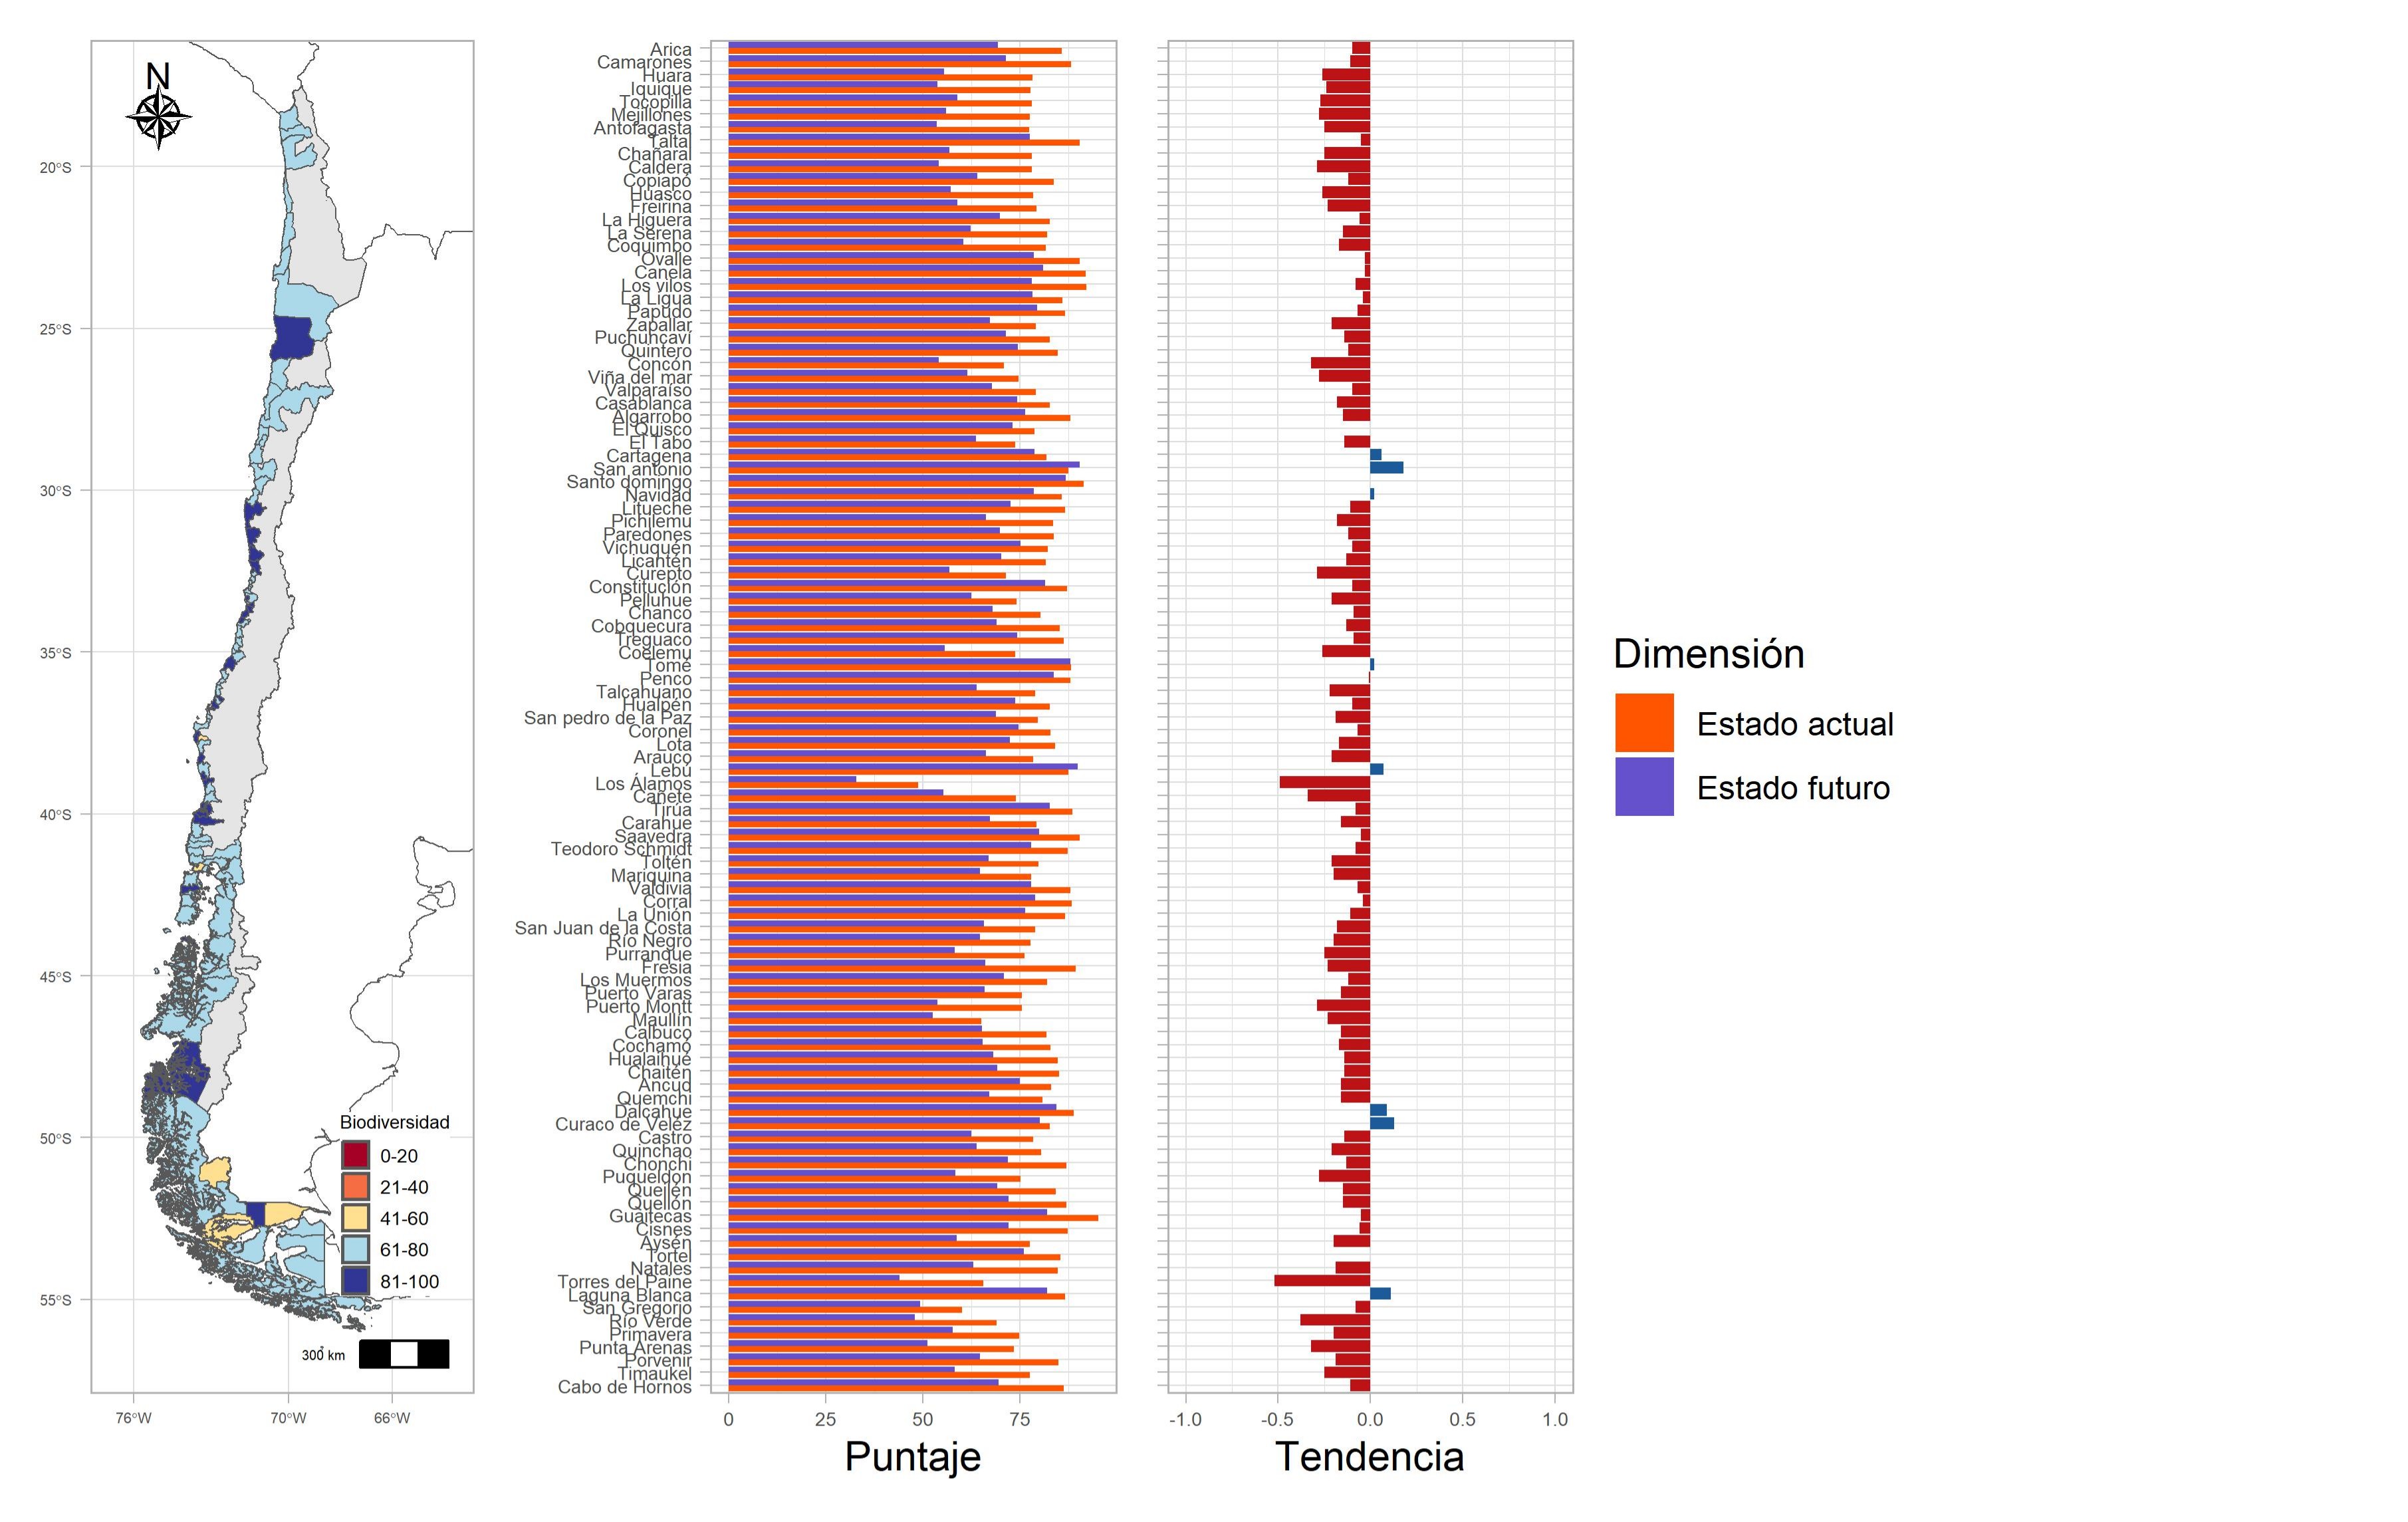 N
20°S
25°S
30°S
35°S
40°S
45°S
50°S
55°S
76°W
70°W
66°W
Biodiversidad
0-20
21-40
41-60
61-80
81-100
300 km
Arica
Camarones
Huara
Iquique
Tocopilla
Mejillones
Antofagasta
Taltal
Chañaral
Caldera
Copiapó
Huasco
Freirina
La Higuera
La Serena
Coquimbo
Ovalle
Canela
Los vilos
La Ligua
Papudo
Zapallar
Puchuncaví
Quintero
Concón
Viña del mar
Valparaíso
Casablanca
Algarrobo
El Quisco
El Tabo
Cartagena
San antonio
Santo domingo
Navidad
Litueche
Pichilemu
Paredones
Vichuquén
Licantén
Curepto
Constitución
Pelluhue
Chanco
Cobquecura
Treguaco
Coelemu
Tomé
Penco
Talcahuano
Hualpén
San pedro de la Paz
Coronel
Lota
Arauco
Lebu
Los Álamos
Cañete
Tirúa
Carahue
Saavedra
Teodoro Schmidt
Toltén
Mariquina
Valdivia
Corral
La Unión
San Juan de la Costa
Río Negro
Purranque
Fresia
Los Muermos
Puerto Varas
Puerto Montt
Maullín
Calbuco
Cochamó
Hualaihué
Chaitén
Ancud
Quemchi
Dalcahue
Curaco de Veléz
Castro
Quinchao
Chonchi
Puqueldón
Queilén
Quellón
Guaitecas
Cisnes
Aysén
Tortel
Natales
Torres del Paine
Laguna Blanca
San Gregorio
Río Verde
Primavera
Punta Arenas
Porvenir
Timaukel
Cabo de Hornos
0
25
50
75
Puntaje
-1.0
-0.5
0.0
0.5
1.0
Tendencia
Dimensión
Estado actual
Estado futuro